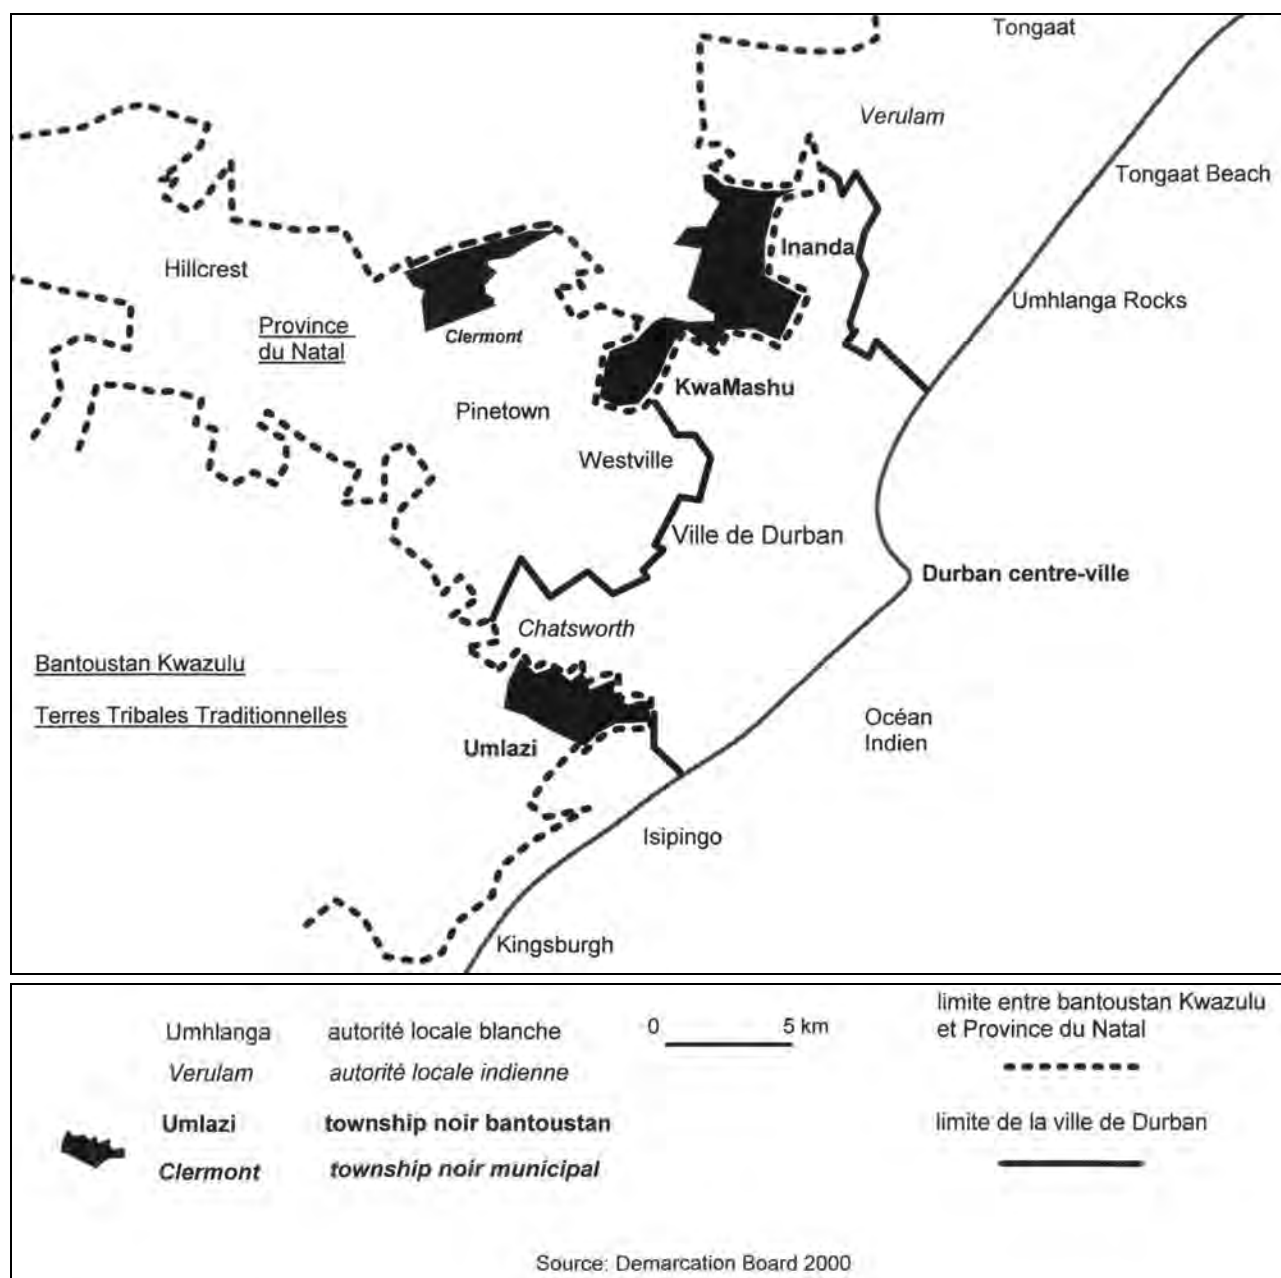 Tongaat
Verulam
Tongaat Beach
Inanda
Hillcrest
Umhlanga Rocks
Province
du Natal
Clermont
KwaMashu
Pinetown
Westville
Ville de Durban
Durban centre-ville
Chatsworth
Bantoustan Kwazulu
Terres Tribales Traditionnelles
Océan
Indien
Umlazi
Isipingo
Kingsburgh
Umhlanga autorité locale blanche
Verulam autorité locale indienne
Umlazi township noir bantoustan
Clermont township noir municipal
0 5 km
limite entre bantoustan Kwazulu
et Province du Natal
limite de la ville de Durban
Source: Demarcation Board 2000